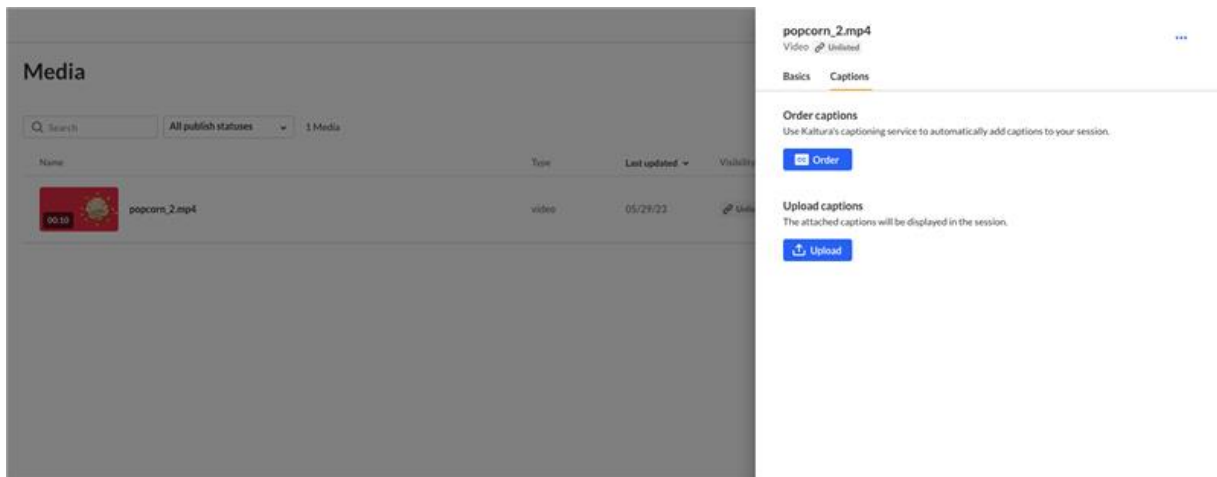 Media
Search
All publish statuses
1 Media
Name
Type
Last updated
Visibility
00:10
popcorn_2.mp4
video
05/29/23
popcorn_2.mp4
Video Unlisted
...
Basics Captions
Order captions
Use Kaltura's captioning service to automatically add captions to your session.
CC Order
Upload captions
The attached captions will be displayed in the session.
Upload